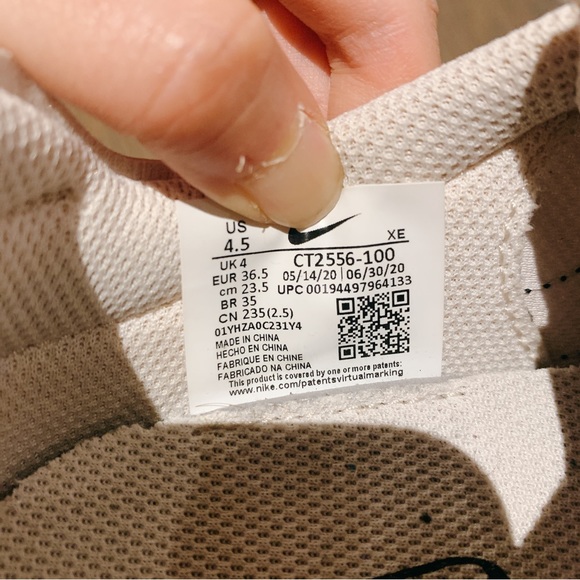 US
4.5
XE
UK 4
EUR 36.5
cm 23.5
BR 35
CN 235(2.5)
CT2556-100
05/14/20 | 06/30/20
UPC 00194497964133
01YHZA0C231Y4
MADE IN CHINA
HECHO EN CHINA
FABRIQUE EN CHINE
FABRICADO NA CHINA
This product is covered by one or more patents:
www.nike.com/patentsvirtualmarking